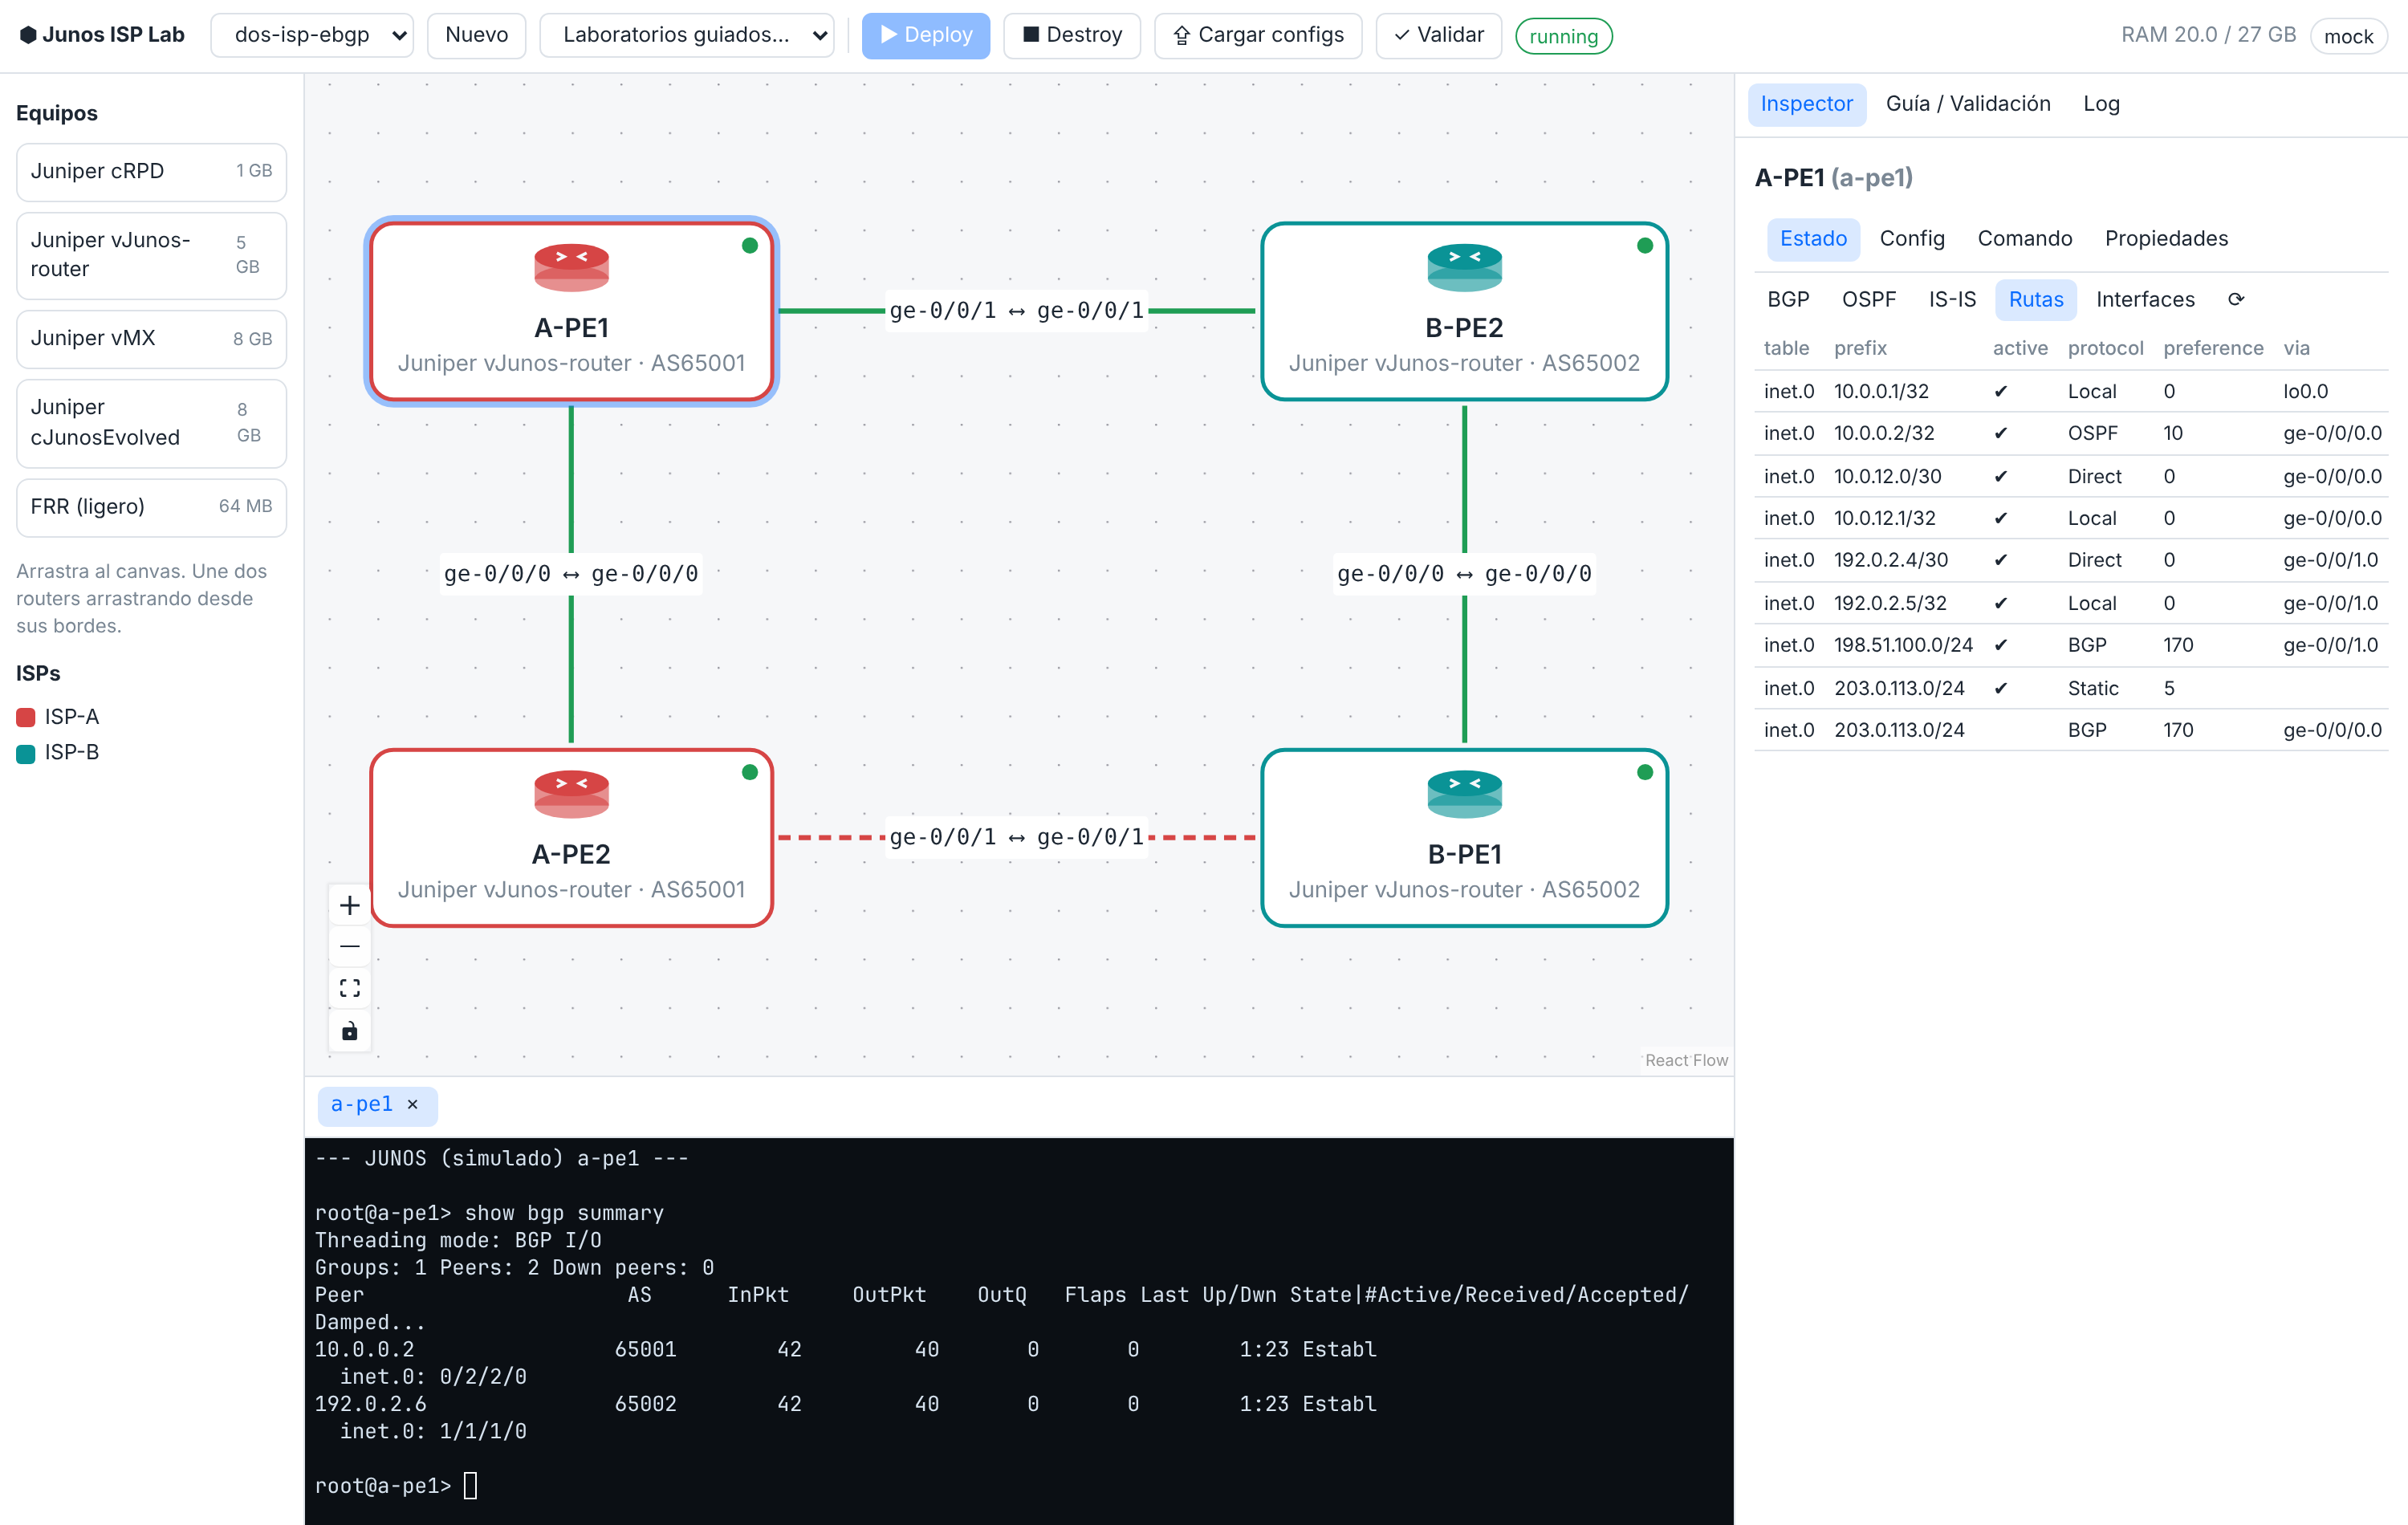 Junos ISP Lab
dos-isp-ebgp
Nuevo
Laboratorios guiados...
▶ Deploy
■ Destroy
⇪ Cargar configs
✓ Validar
running
RAM 20.0 / 27 GB
mock
Equipos
Juniper cRPD 1 GB
Juniper vJunos-router 5 GB
Juniper vMX 8 GB
Juniper cJunosEvolved 8 GB
FRR (ligero) 64 MB
Arrastra al canvas. Une dos
routers arrastrando desde
sus bordes.
ISPs
ISP-A
ISP-B
A-PE1
Juniper vJunos-router · AS65001
ge-0/0/1 ↔ ge-0/0/1
B-PE2
Juniper vJunos-router · AS65002
ge-0/0/0 ↔ ge-0/0/0
ge-0/0/0 ↔ ge-0/0/0
A-PE2
Juniper vJunos-router · AS65001
ge-0/0/1 ↔ ge-0/0/1
B-PE1
Juniper vJunos-router · AS65002
React Flow
a-pe1 ×
--- JUNOS (simulado) a-pe1 ---
root@a-pe1> show bgp summary
Threading mode: BGP I/O
Groups: 1 Peers: 2 Down peers: 0
Peer AS InPkt OutPkt OutQ Flaps Last Up/Dwn State|#Active/Received/Accepted/
Damped...
10.0.0.2 65001 42 40 0 0 1:23 Establ
inet.0: 0/2/2/0
192.0.2.6 65002 42 40 0 0 1:23 Establ
inet.0: 1/1/1/0
root@a-pe1>
Inspector Guía / Validación Log
A-PE1 (a-pe1)
Estado Config Comando Propiedades
BGP OSPF IS-IS Rutas Interfaces ⟳
table prefix active protocol preference via
inet.0 10.0.0.1/32 ✔ Local 0 lo0.0
inet.0 10.0.0.2/32 ✔ OSPF 10 ge-0/0/0.0
inet.0 10.0.12.0/30 ✔ Direct 0 ge-0/0/0.0
inet.0 10.0.12.1/32 ✔ Local 0 ge-0/0/0.0
inet.0 192.0.2.4/30 ✔ Direct 0 ge-0/0/1.0
inet.0 192.0.2.5/32 ✔ Local 0 ge-0/0/1.0
inet.0 198.51.100.0/24 ✔ BGP 170 ge-0/0/1.0
inet.0 203.0.113.0/24 ✔ Static 5
inet.0 203.0.113.0/24 BGP 170 ge-0/0/0.0